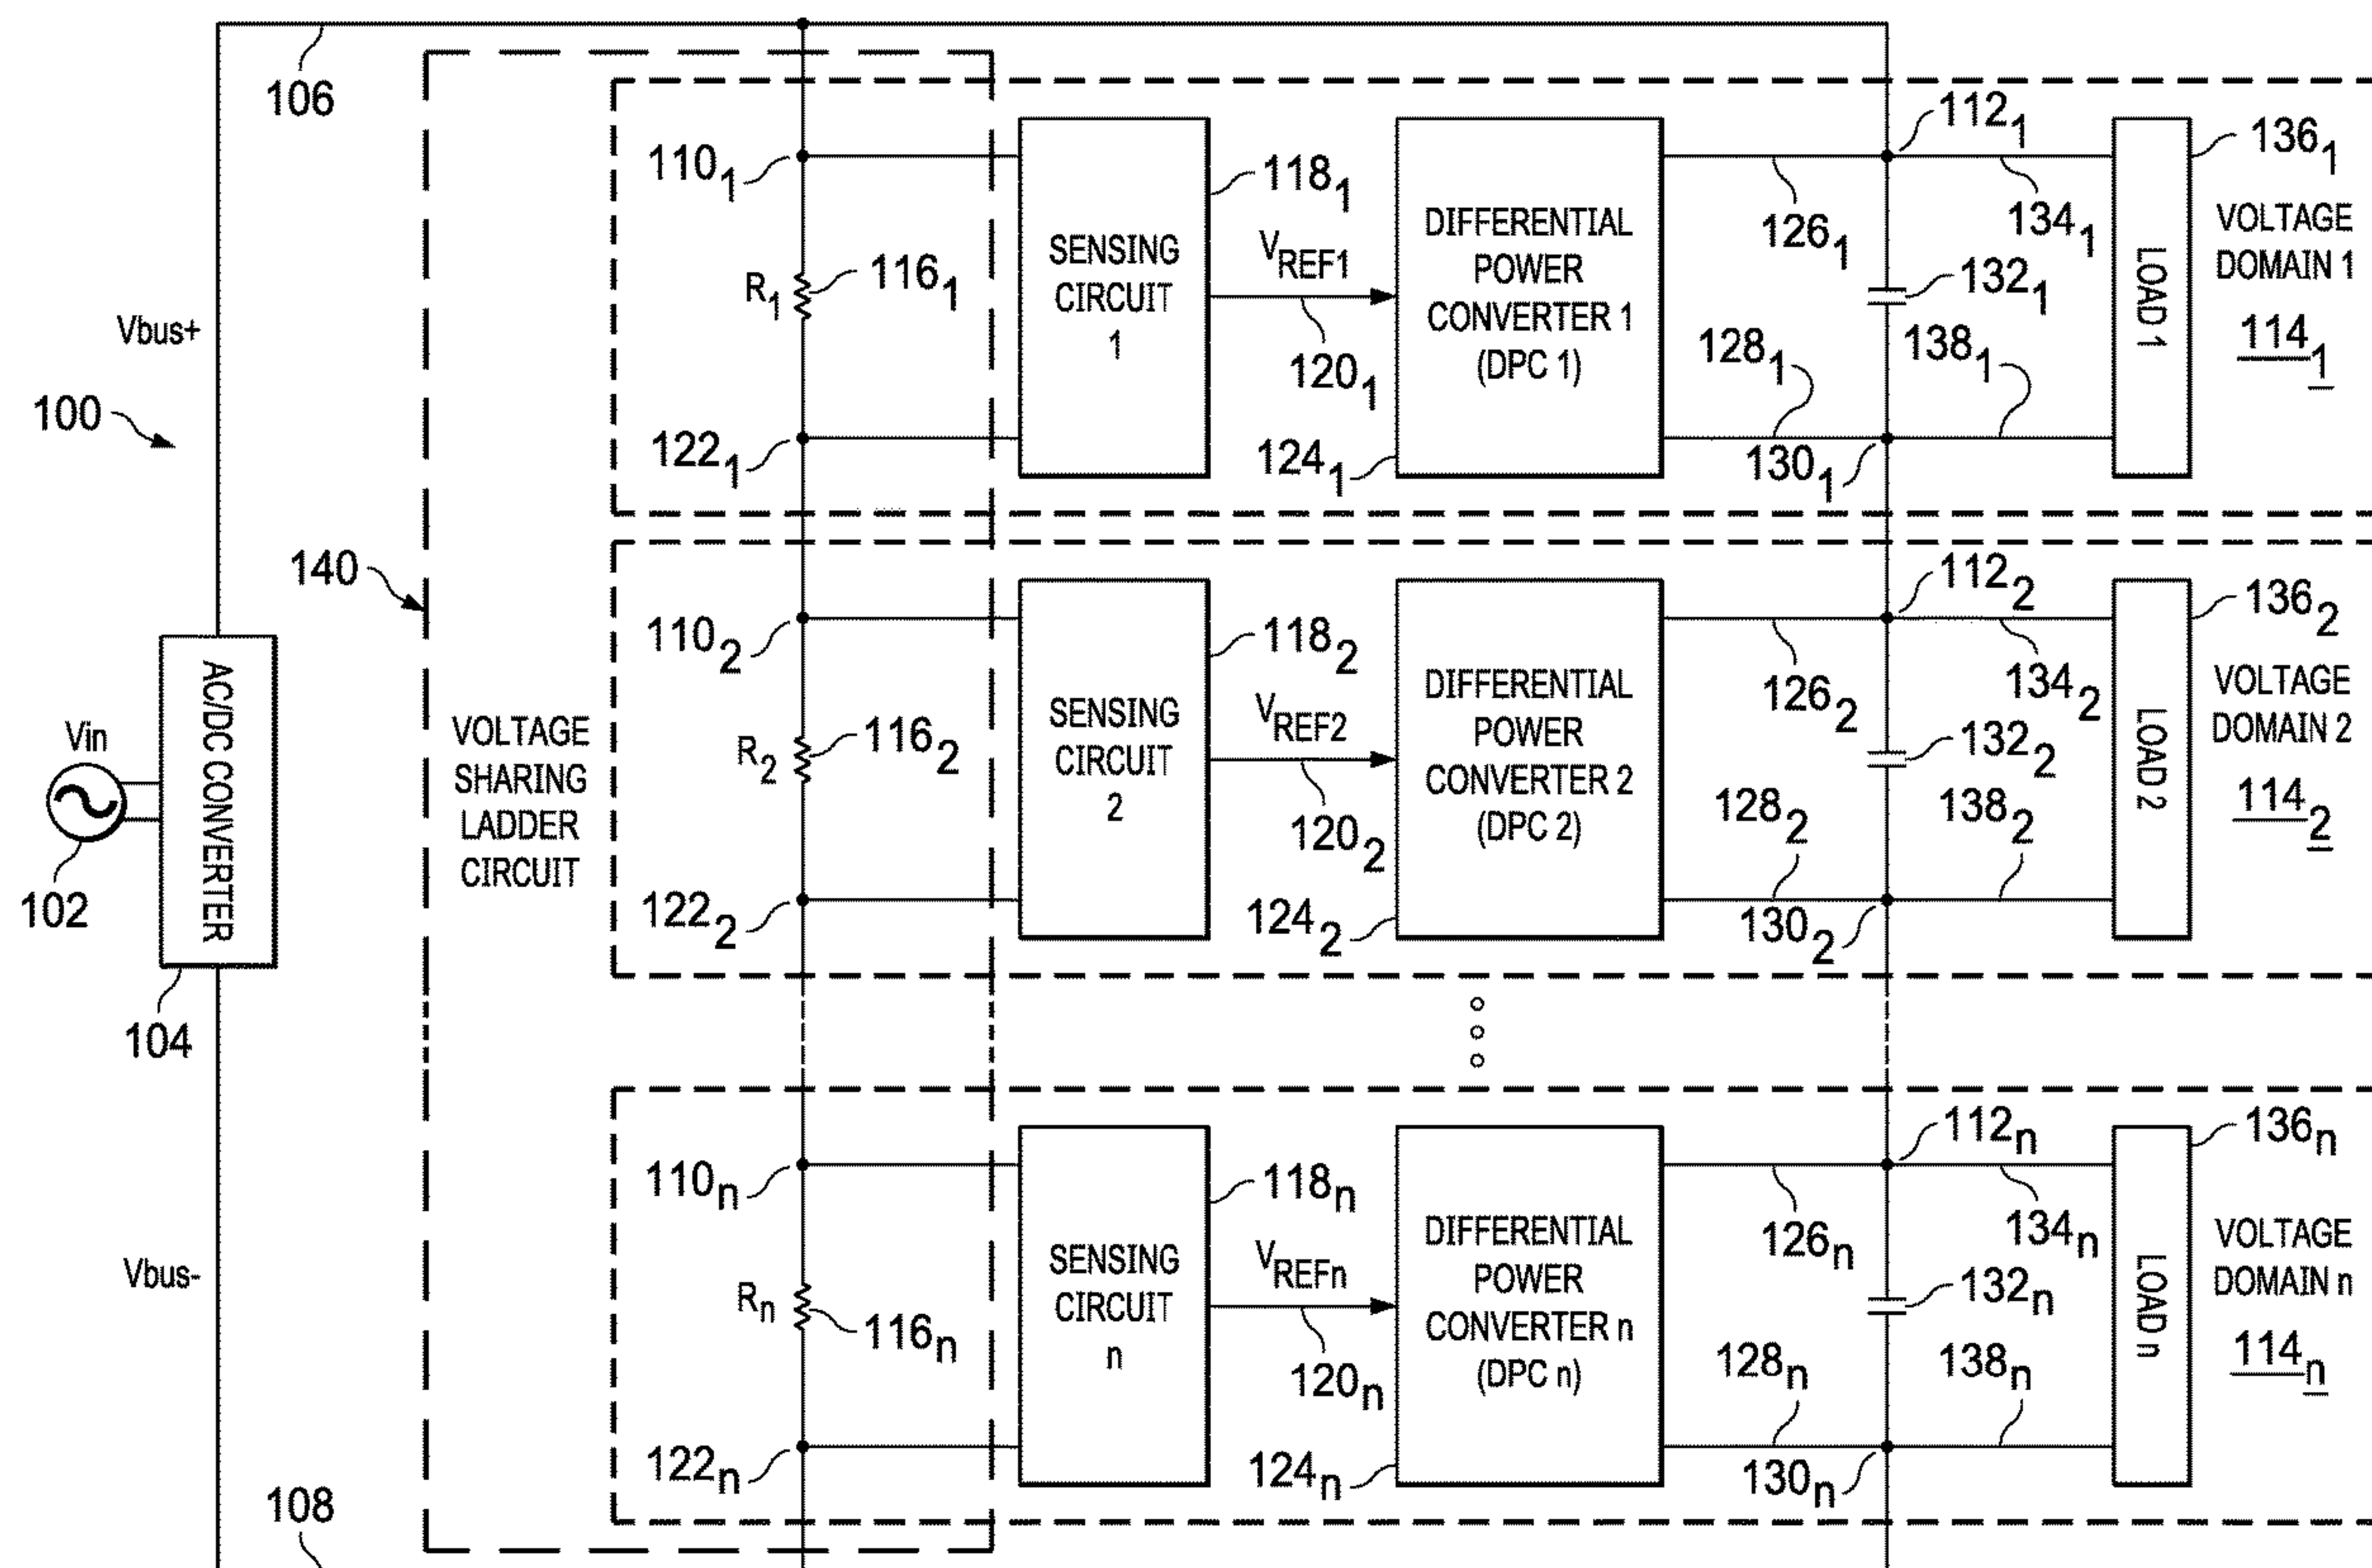 106
Vbus+
100
140
Vin
102
AC/DC CONVERTER
104
Vbus-
108
VOLTAGE
SHARING
LADDER
CIRCUIT
110₁
R₁
116₁
122₁
SENSING
CIRCUIT
1
118₁
V_REF1
120₁
DIFFERENTIAL
POWER
CONVERTER 1
(DPC 1)
124₁
126₁
128₁
112₁
132₁
130₁
134₁
138₁
LOAD 1
136₁
VOLTAGE
DOMAIN 1
114₁
110₂
R₂
116₂
122₂
SENSING
CIRCUIT
2
118₂
V_REF2
120₂
DIFFERENTIAL
POWER
CONVERTER 2
(DPC 2)
124₂
126₂
128₂
112₂
132₂
130₂
134₂
138₂
LOAD 2
136₂
VOLTAGE
DOMAIN 2
114₂
110ₙ
Rₙ
116ₙ
122ₙ
SENSING
CIRCUIT
n
118ₙ
V_REFn
120ₙ
DIFFERENTIAL
POWER
CONVERTER n
(DPC n)
124ₙ
126ₙ
128ₙ
112ₙ
132ₙ
130ₙ
134ₙ
138ₙ
LOAD n
136ₙ
VOLTAGE
DOMAIN n
114ₙ